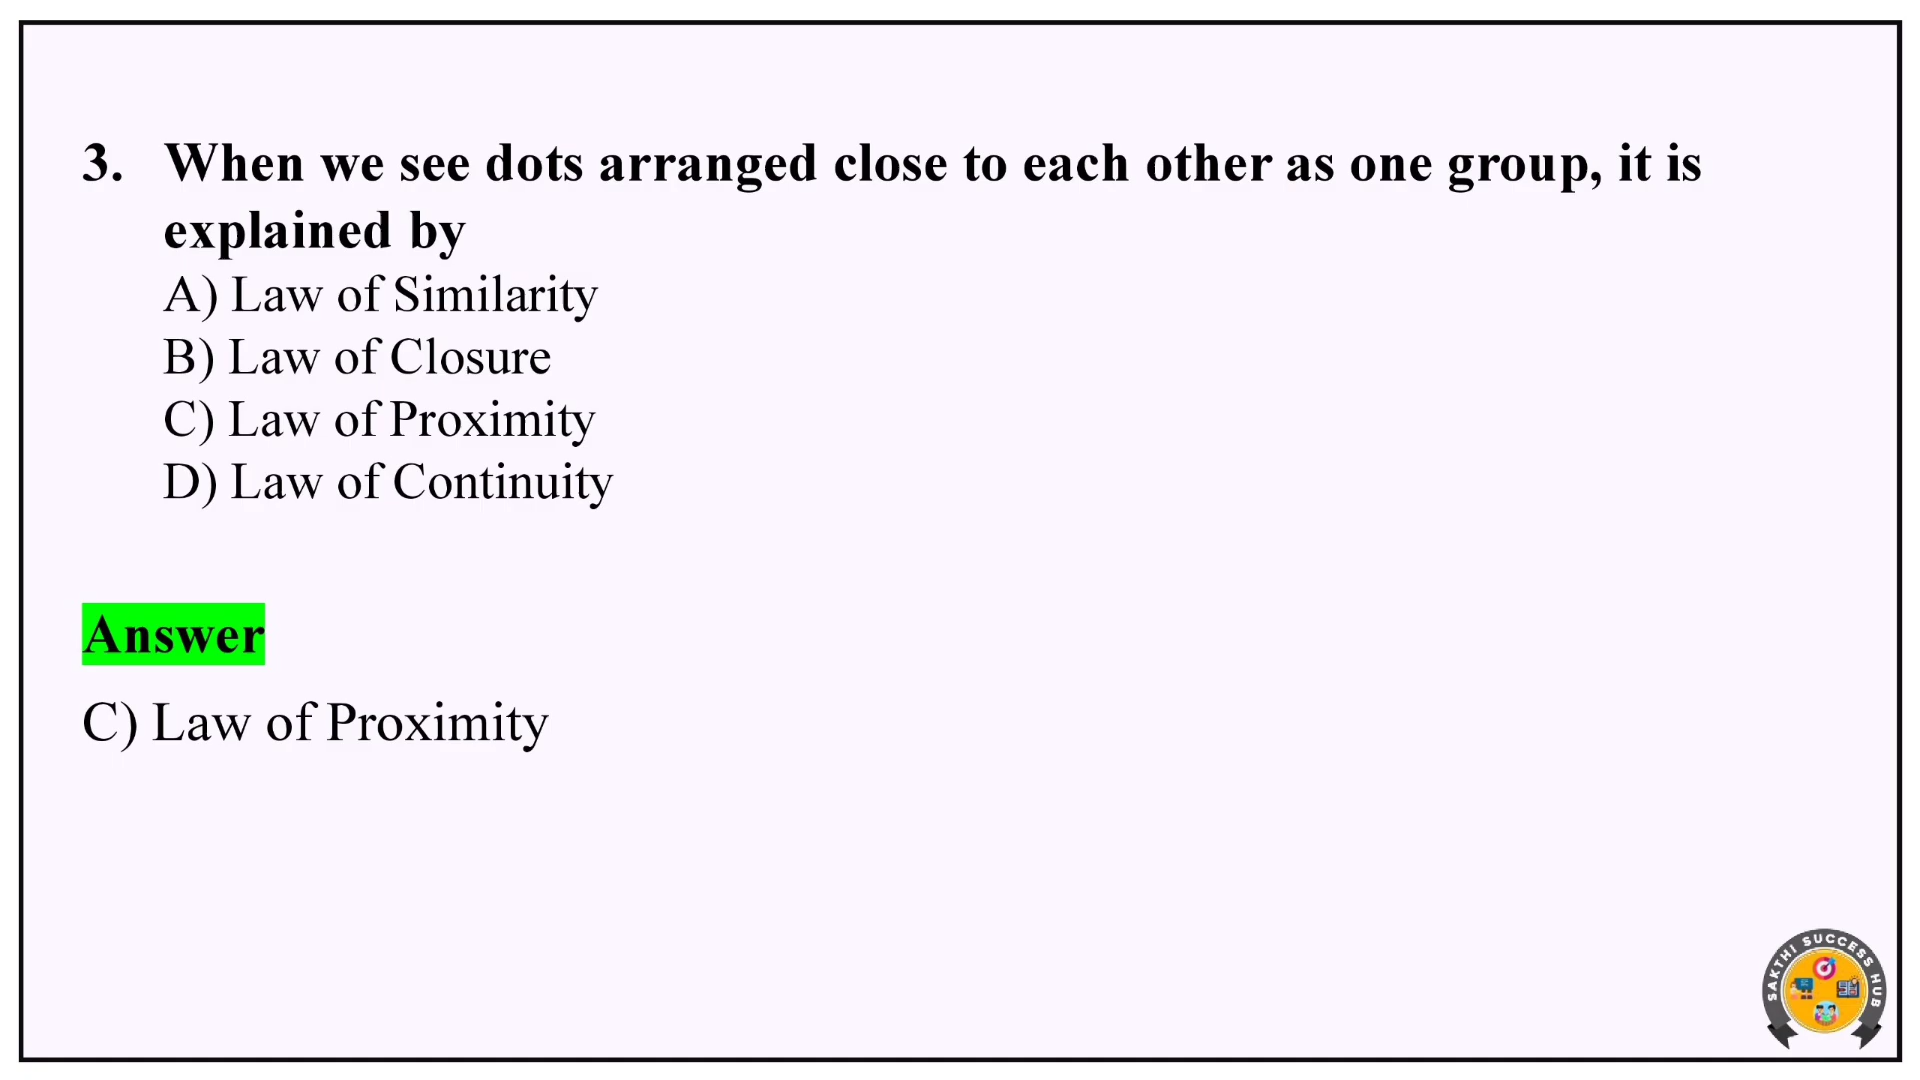 3. When we see dots arranged close to each other as one group, it is
explained by
A) Law of Similarity
B) Law of Closure
C) Law of Proximity
D) Law of Continuity
Answer
C) Law of Proximity
SAKTHI SUCCESS HUB